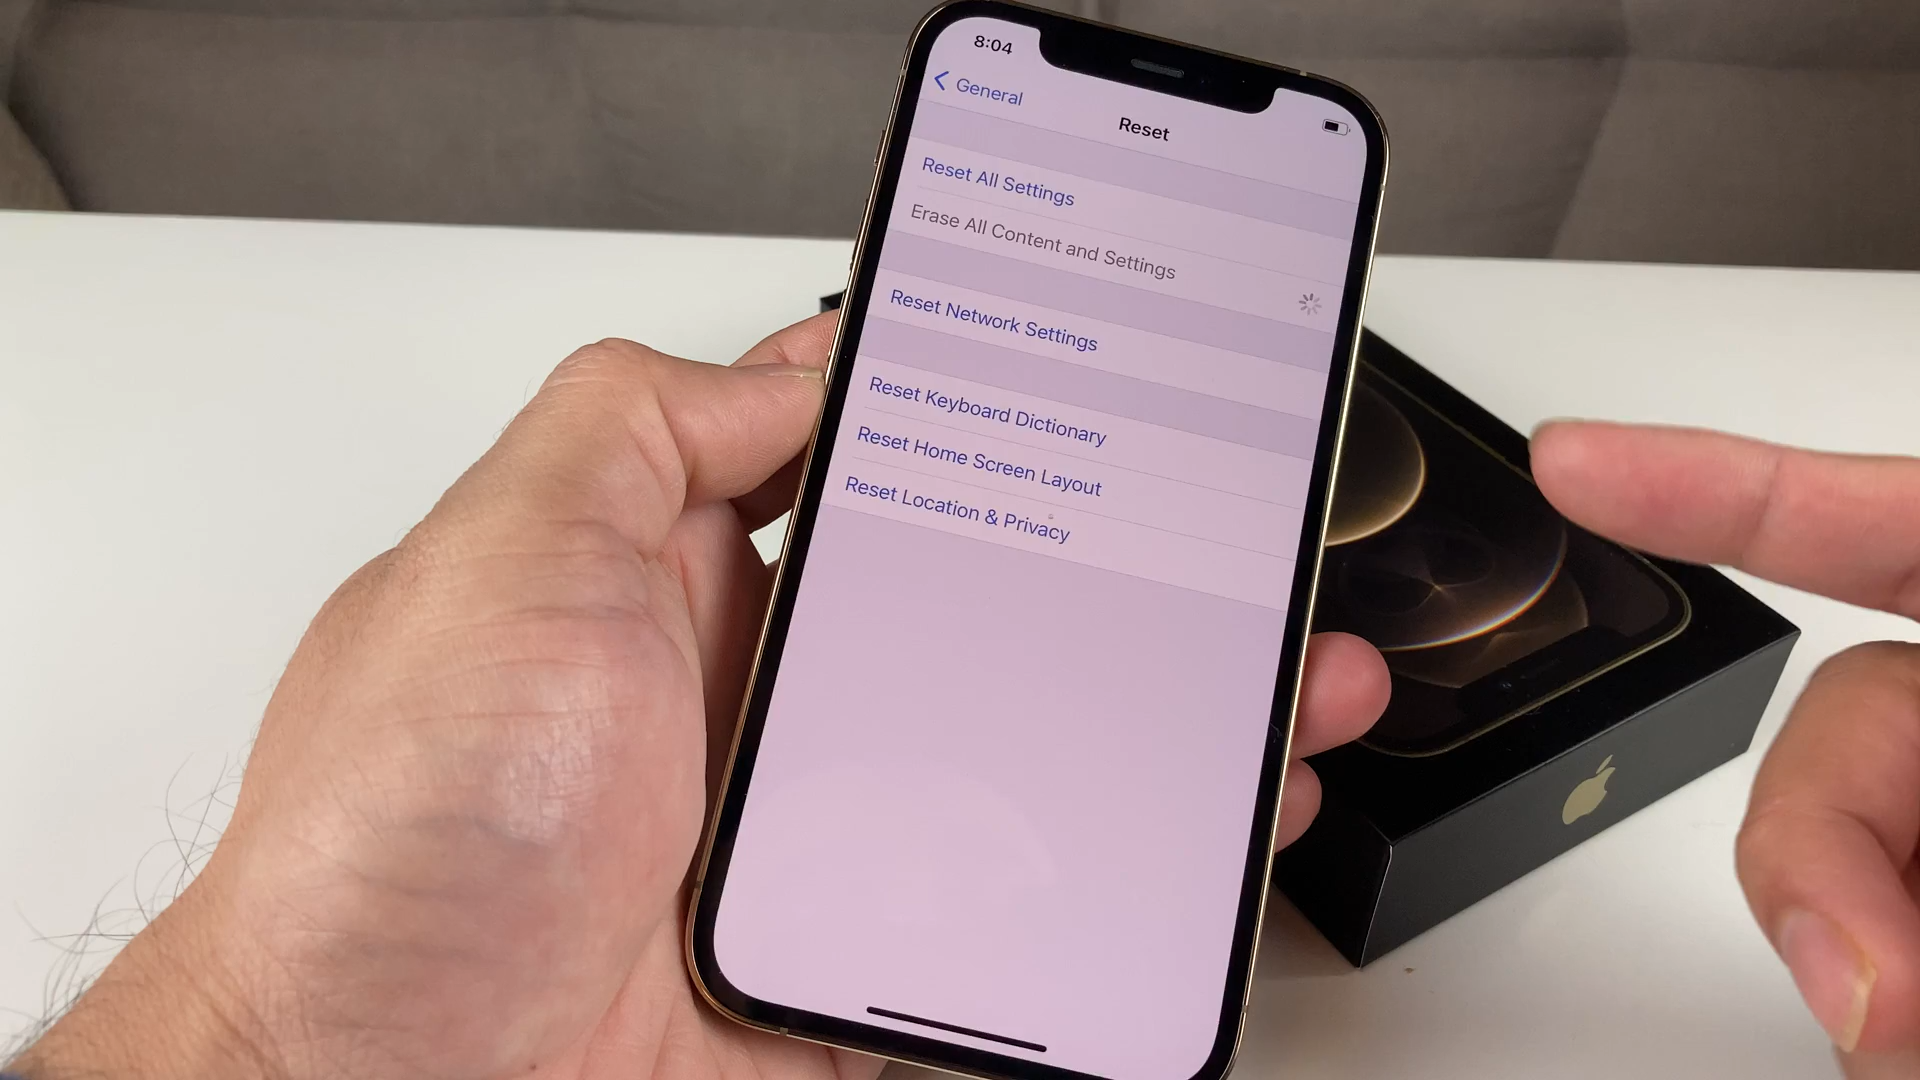 8:04
General
Reset
Reset All Settings
Erase All Content and Settings
Reset Network Settings
Reset Keyboard Dictionary
Reset Home Screen Layout
Reset Location & Privacy